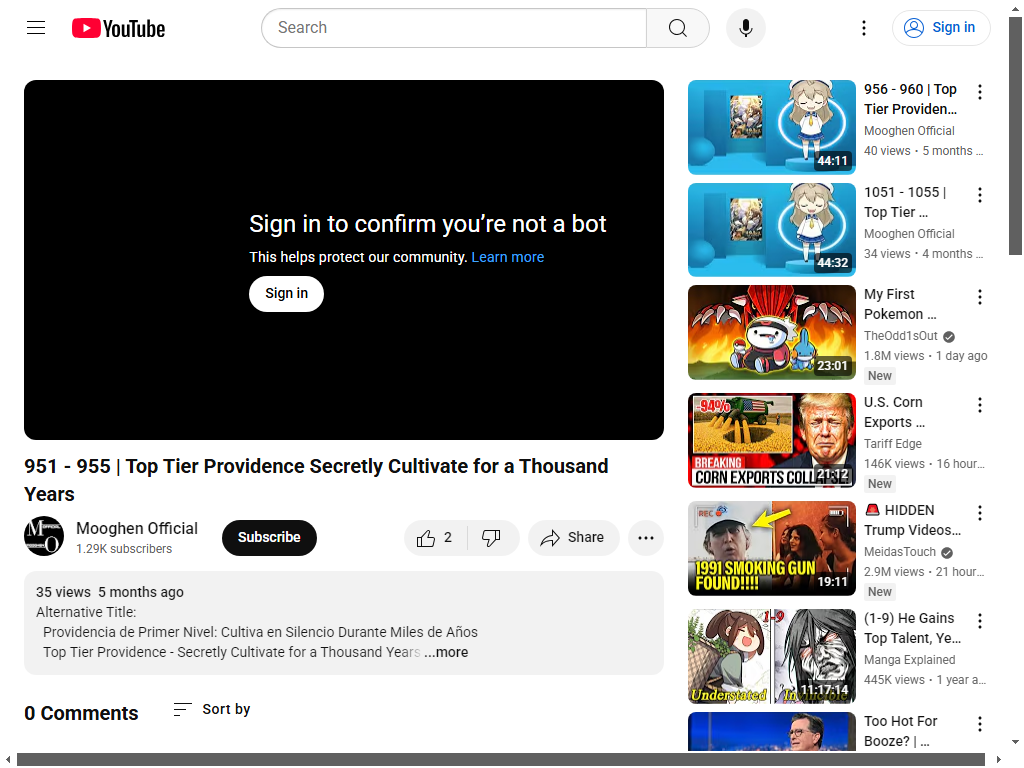 YouTube
Search
Sign in
Sign in to confirm you’re not a bot
This helps protect our community. Learn more
Sign in
951 - 955 | Top Tier Providence Secretly Cultivate for a Thousand
Years
Mooghen Official
1.29K subscribers
Subscribe
2
Share
...
35 views 5 months ago
Alternative Title:
Providencia de Primer Nivel: Cultiva en Silencio Durante Miles de Años
Top Tier Providence - Secretly Cultivate for a Thousand Years ...more
0 Comments
Sort by
44:11
956 - 960 | Top
Tier Providen...
Mooghen Official
40 views • 5 months ...
44:32
1051 - 1055 |
Top Tier ...
Mooghen Official
34 views • 4 months ...
23:01
My First
Pokemon ...
TheOdd1sOut
1.8M views • 1 day ago
New
-94%
BREAKING
CORN EXPORTS COLLAPSE!
21:12
U.S. Corn
Exports ...
Tariff Edge
146K views • 16 hour...
New
REC
1991 SMOKING GUN
FOUND!!!!
19:11
🚨 HIDDEN
Trump Videos...
MeidasTouch
2.9M views • 21 hour...
New
1-9
Understated
Invincible
11:17:14
(1-9) He Gains
Top Talent, Ye...
Manga Explained
445K views • 1 year a...
Too Hot For
Booze? | ...